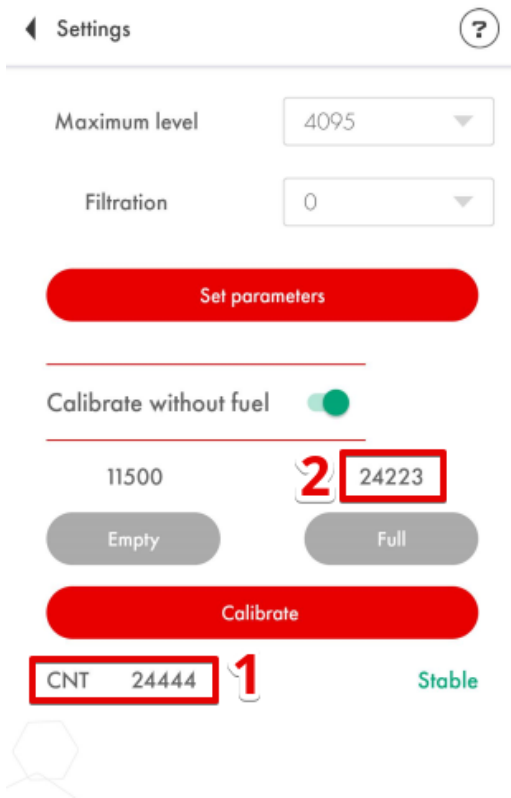 Settings ?
Maximum level 4095
Filtration 0
Set parameters
Calibrate without fuel
11500 2 24223
Empty Full
Calibrate
CNT 24444 1 Stable